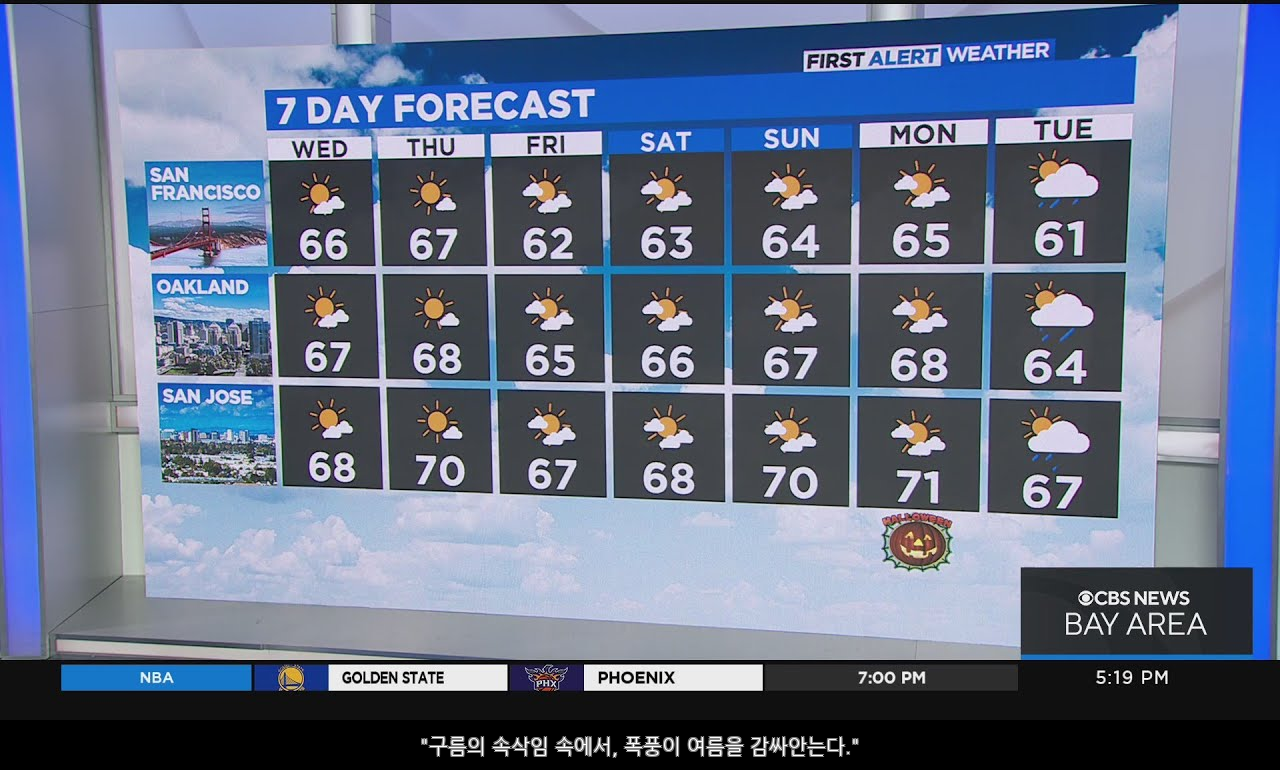 FIRST ALERT WEATHER
7 DAY FORECAST
WED THU FRI SAT SUN MON TUE
SAN
FRANCISCO
66 67 62 63 64 65 61
OAKLAND
67 68 65 66 67 68 64
SAN JOSE
68 70 67 68 70 71 67
HALLOWEEN
CBS NEWS
BAY AREA
NBA GOLDEN STATE PHX PHOENIX 7:00 PM 5:19 PM
"구름의 속삭임 속에서, 폭풍이 여름을 감싸안는다."